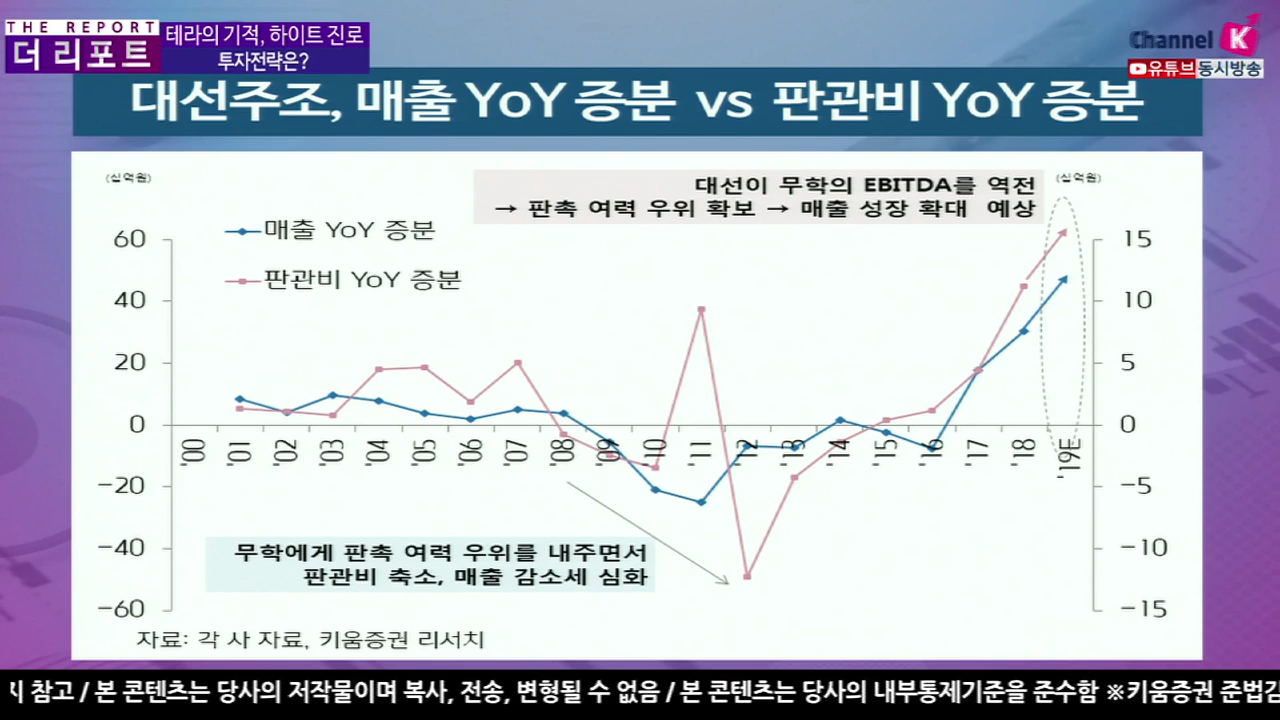 THE REPORT
더 리포트
테라의 기적, 하이트 진로
투자전략은?
Channel K
유튜브 동시방송
대선주조, 매출 YoY 증분 vs 판관비 YoY 증분
(십억원)
(십억원)
대선이 무학의 EBITDA를 역전
→ 판촉 여력 우위 확보 → 매출 성장 확대 예상
매출 YoY 증분
판관비 YoY 증분
60
40
20
0
-20
-40
-60
15
10
5
0
-5
-10
-15
'00
'01
'02
'03
'04
'05
'06
'07
'08
'09
'10
'11
'12
'13
'14
'15
'16
'17
'18
'19E
무학에게 판촉 여력 우위를 내주면서
판관비 축소, 매출 감소세 심화
자료: 각 사 자료, 키움증권 리서치
시 참고 / 본 콘텐츠는 당사의 저작물이며 복사, 전송, 변형될 수 없음 / 본 콘텐츠는 당사의 내부통제기준을 준수함 ※키움증권 준법감